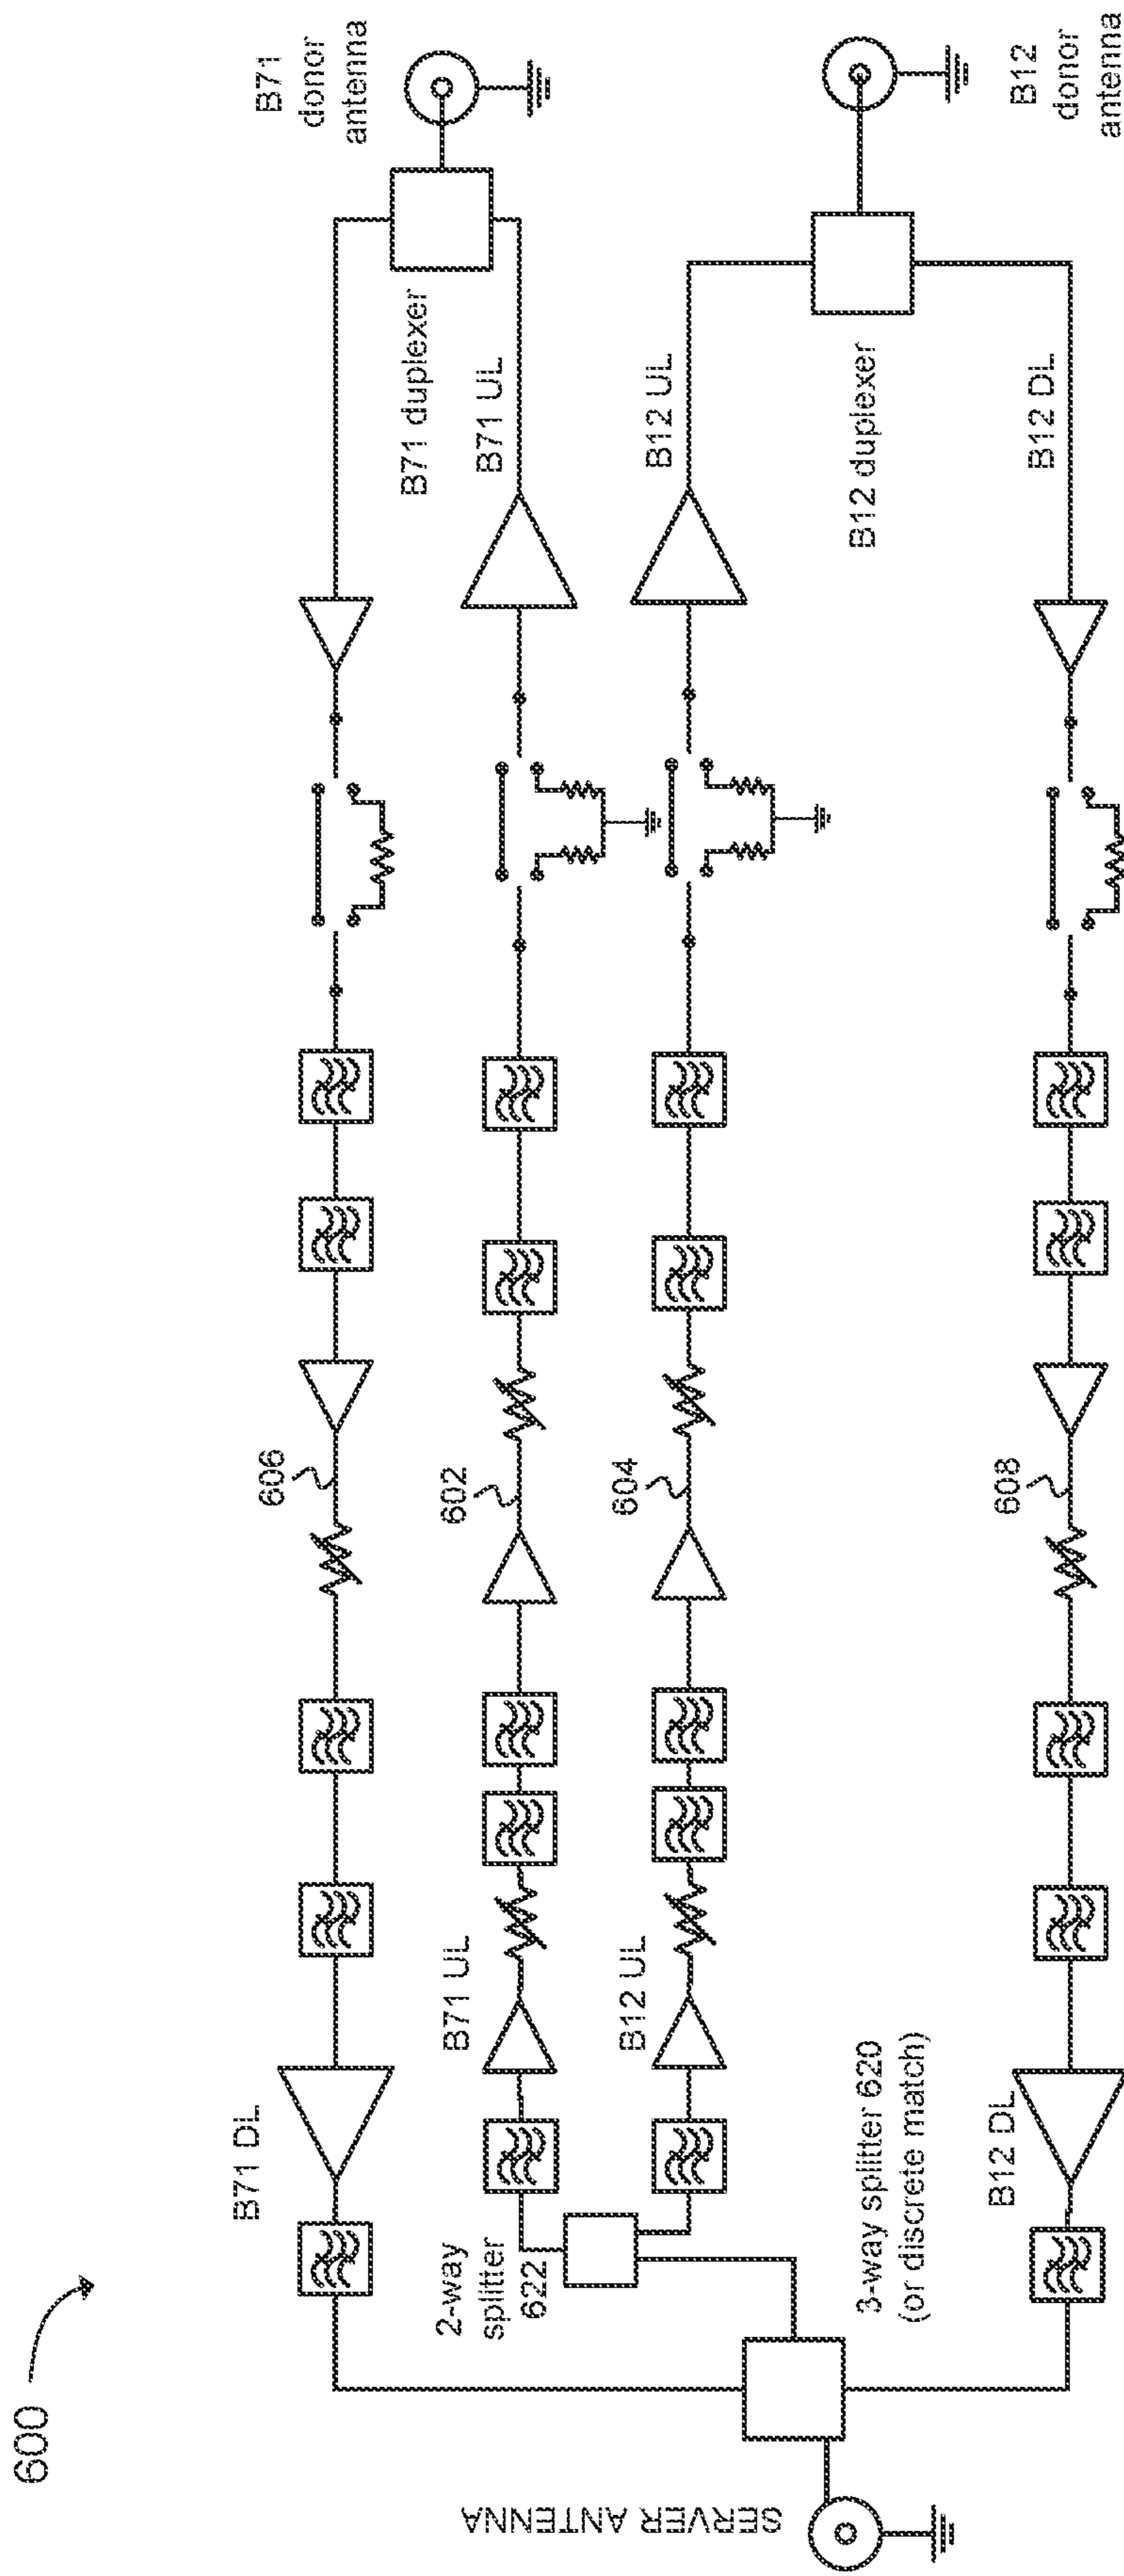 600
SERVER ANTENNA
3-way splitter 620
(or discrete match)
2-way
splitter
622
B71 DL
B71 UL
B12 UL
B12 DL
606
602
604
608
B71 duplexer
B71 UL
B12 UL
B12 duplexer
B12 DL
B71
donor
antenna
B12
donor
antenna